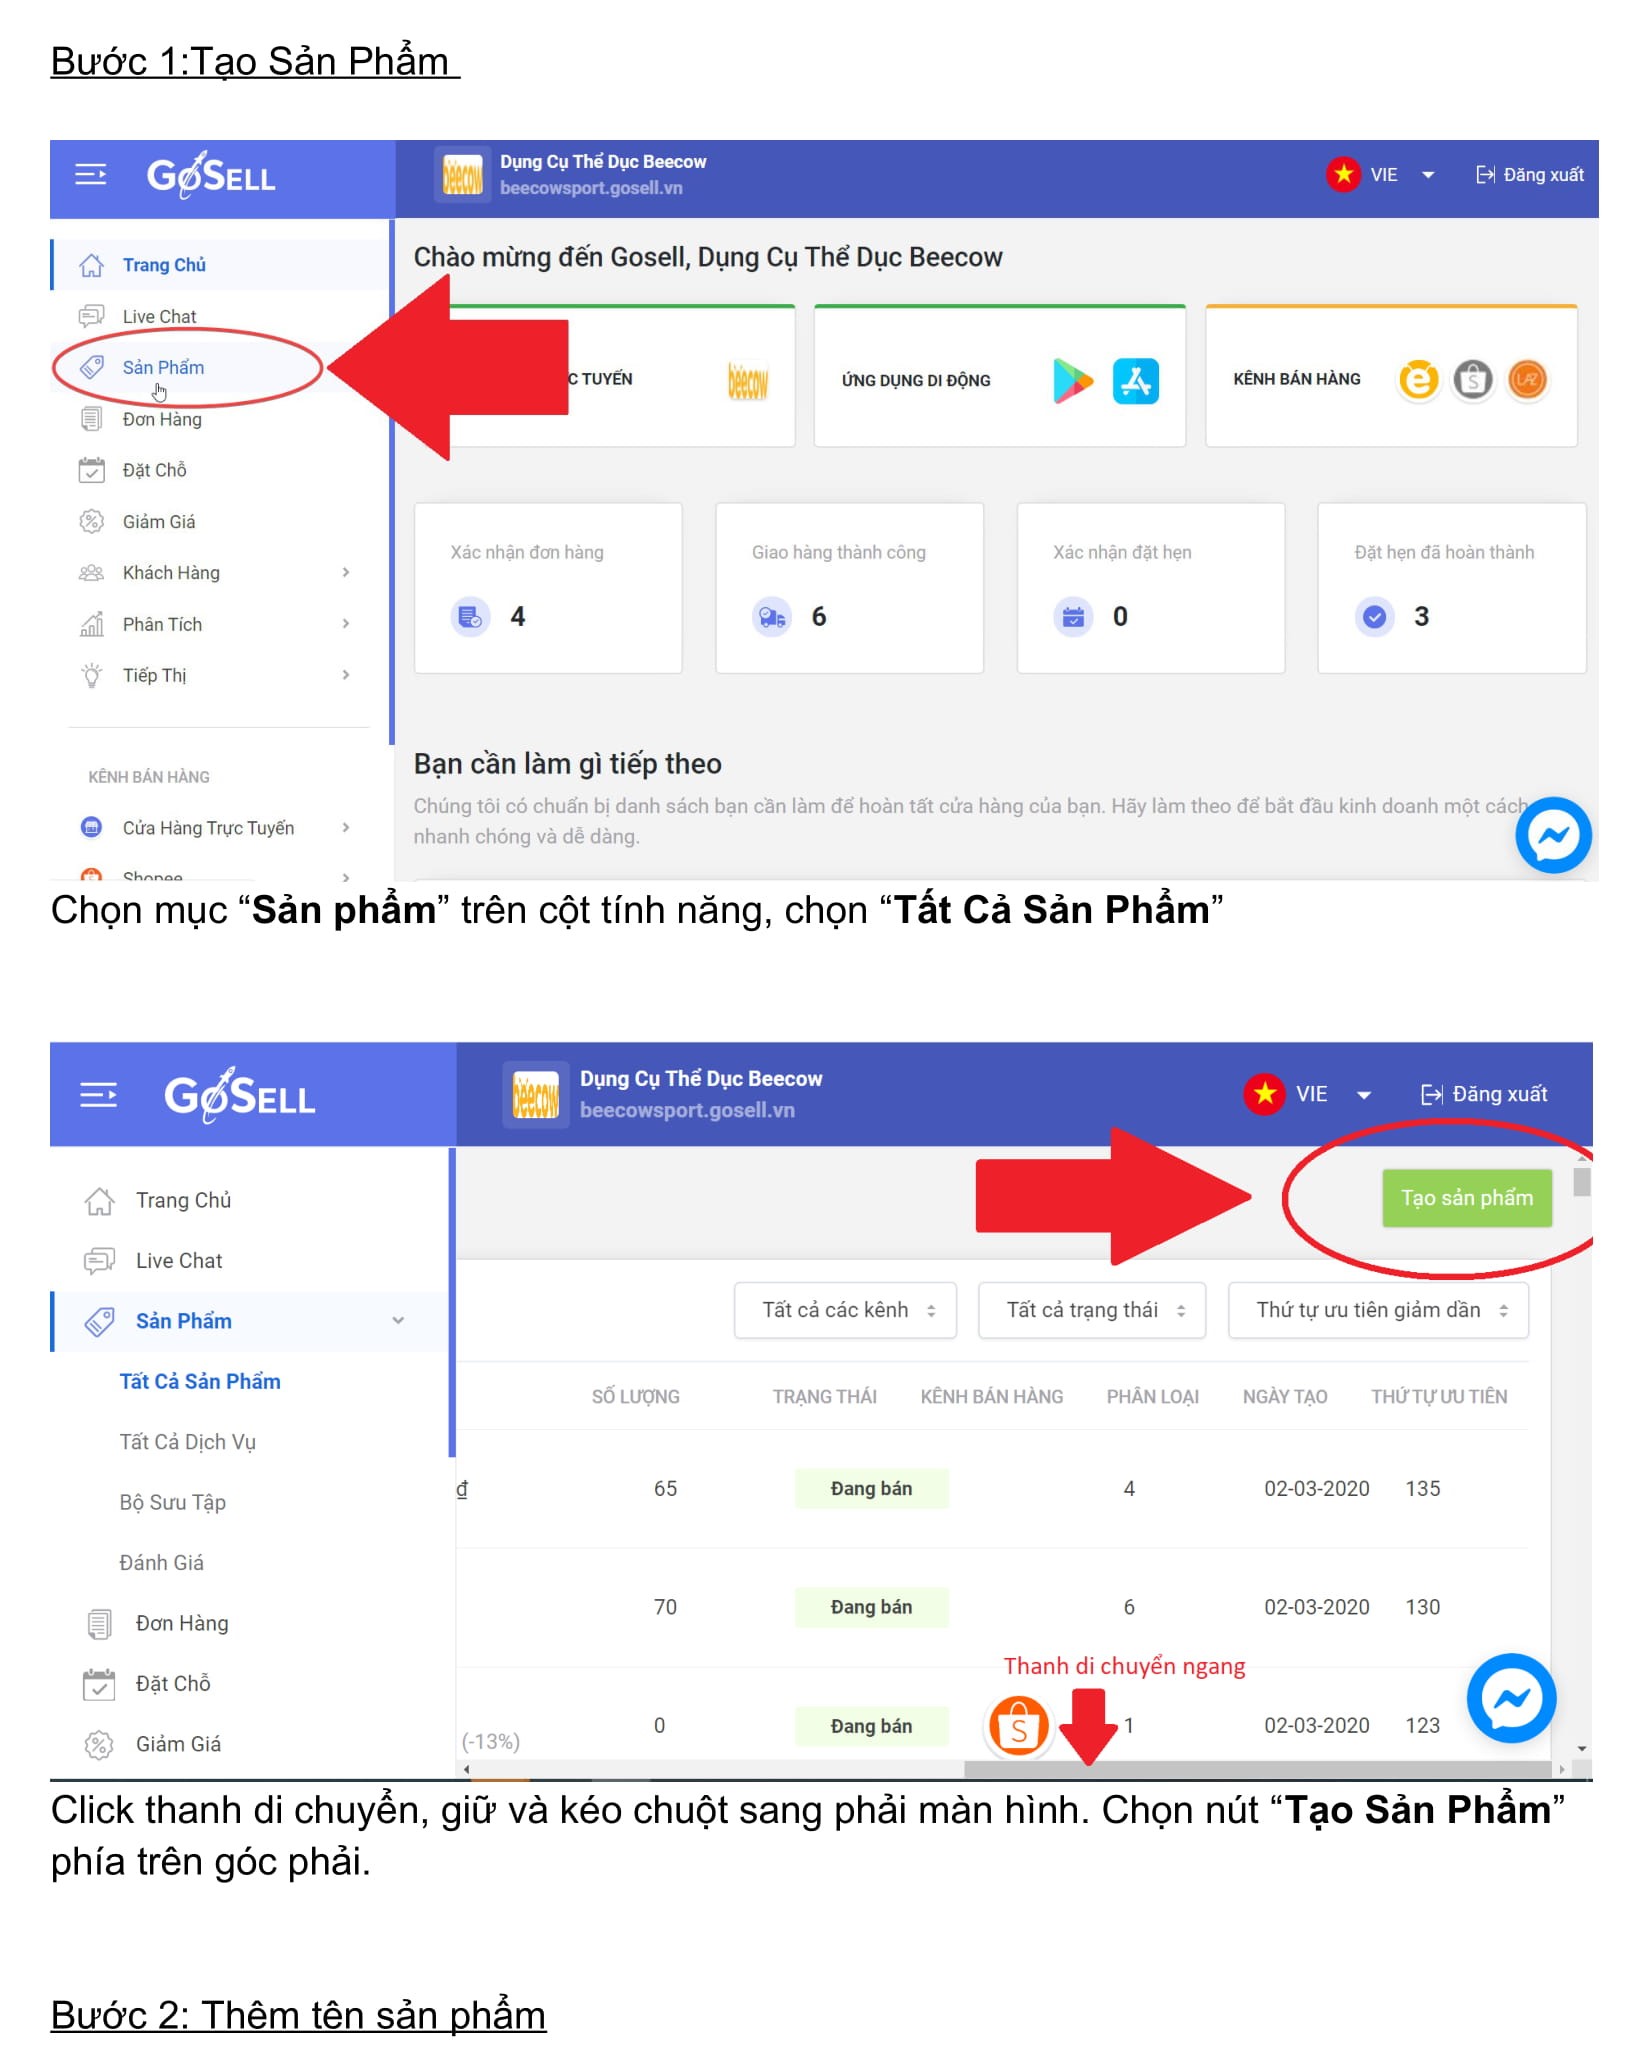 Bước 1:Tạo Sản Phẩm
GoSELL
Dụng Cụ Thể Dục Beecow
beecowsport.gosell.vn
VIE
Đăng xuất
Trang Chủ
Live Chat
Sản Phẩm
Đơn Hàng
Đặt Chỗ
Giảm Giá
Khách Hàng
Phân Tích
Tiếp Thị
KÊNH BÁN HÀNG
Cửa Hàng Trực Tuyến
Shopee
Chào mừng đến Gosell, Dụng Cụ Thể Dục Beecow
C TUYẾN
beecow
ỨNG DỤNG DI ĐỘNG
KÊNH BÁN HÀNG
Xác nhận đơn hàng
4
Giao hàng thành công
6
Xác nhận đặt hẹn
0
Đặt hẹn đã hoàn thành
3
Bạn cần làm gì tiếp theo
Chúng tôi có chuẩn bị danh sách bạn cần làm để hoàn tất cửa hàng của bạn. Hãy làm theo để bắt đầu kinh doanh một cách
nhanh chóng và dễ dàng.
Chọn mục “Sản phẩm” trên cột tính năng, chọn “Tất Cả Sản Phẩm”
GoSELL
beecow
Dụng Cụ Thể Dục Beecow
beecowsport.gosell.vn
VIE
Đăng xuất
Trang Chủ
Live Chat
Sản Phẩm
Tất Cả Sản Phẩm
Tất Cả Dịch Vụ
Bộ Sưu Tập
Đánh Giá
Đơn Hàng
Đặt Chỗ
Giảm Giá
Tạo sản phẩm
Tất cả các kênh
Tất cả trạng thái
Thứ tự ưu tiên giảm dần
SỐ LƯỢNG TRẠNG THÁI KÊNH BÁN HÀNG PHÂN LOẠI NGÀY TẠO THỨ TỰ ƯU TIÊN
đ 65 Đang bán 4 02-03-2020 135
70 Đang bán 6 02-03-2020 130
Thanh di chuyển ngang
(-13%) 0 Đang bán 1 02-03-2020 123
Click thanh di chuyển, giữ và kéo chuột sang phải màn hình. Chọn nút “Tạo Sản Phẩm”
phía trên góc phải.
Bước 2: Thêm tên sản phẩm